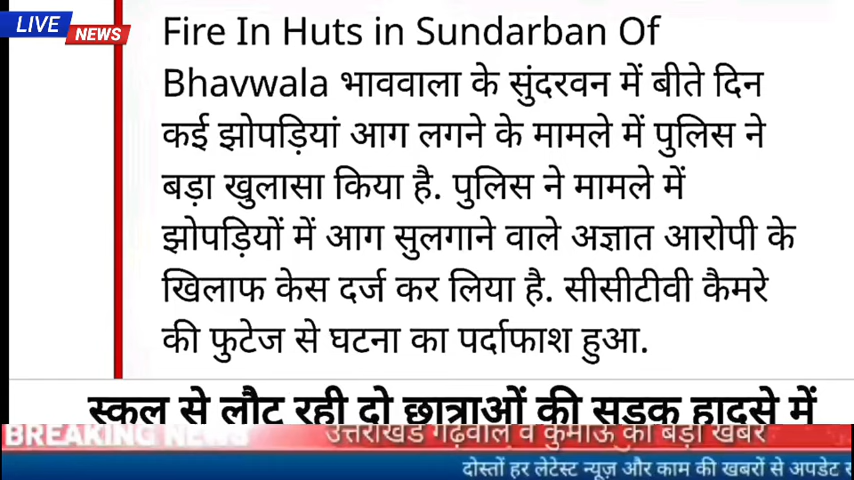 LIVE
NEWS
Fire In Huts in Sundarban Of
Bhavwala भाववाला के सुंदरवन में बीते दिन
कई झोपड़ियां आग लगने के मामले में पुलिस ने
बड़ा खुलासा किया है. पुलिस ने मामले में
झोपड़ियों में आग सुलगाने वाले अज्ञात आरोपी के
खिलाफ केस दर्ज कर लिया है. सीसीटीवी कैमरे
की फुटेज से घटना का पर्दाफाश हुआ.
स्कूल से लौट रही दो छात्राओं की सड़क हादसे में
BREAKING NEWS
उत्तराखंड गढ़वाल व कुमाऊं की बड़ी खबरें
दोस्तों हर लेटेस्ट न्यूज़ और काम की खबरों से अपडेट